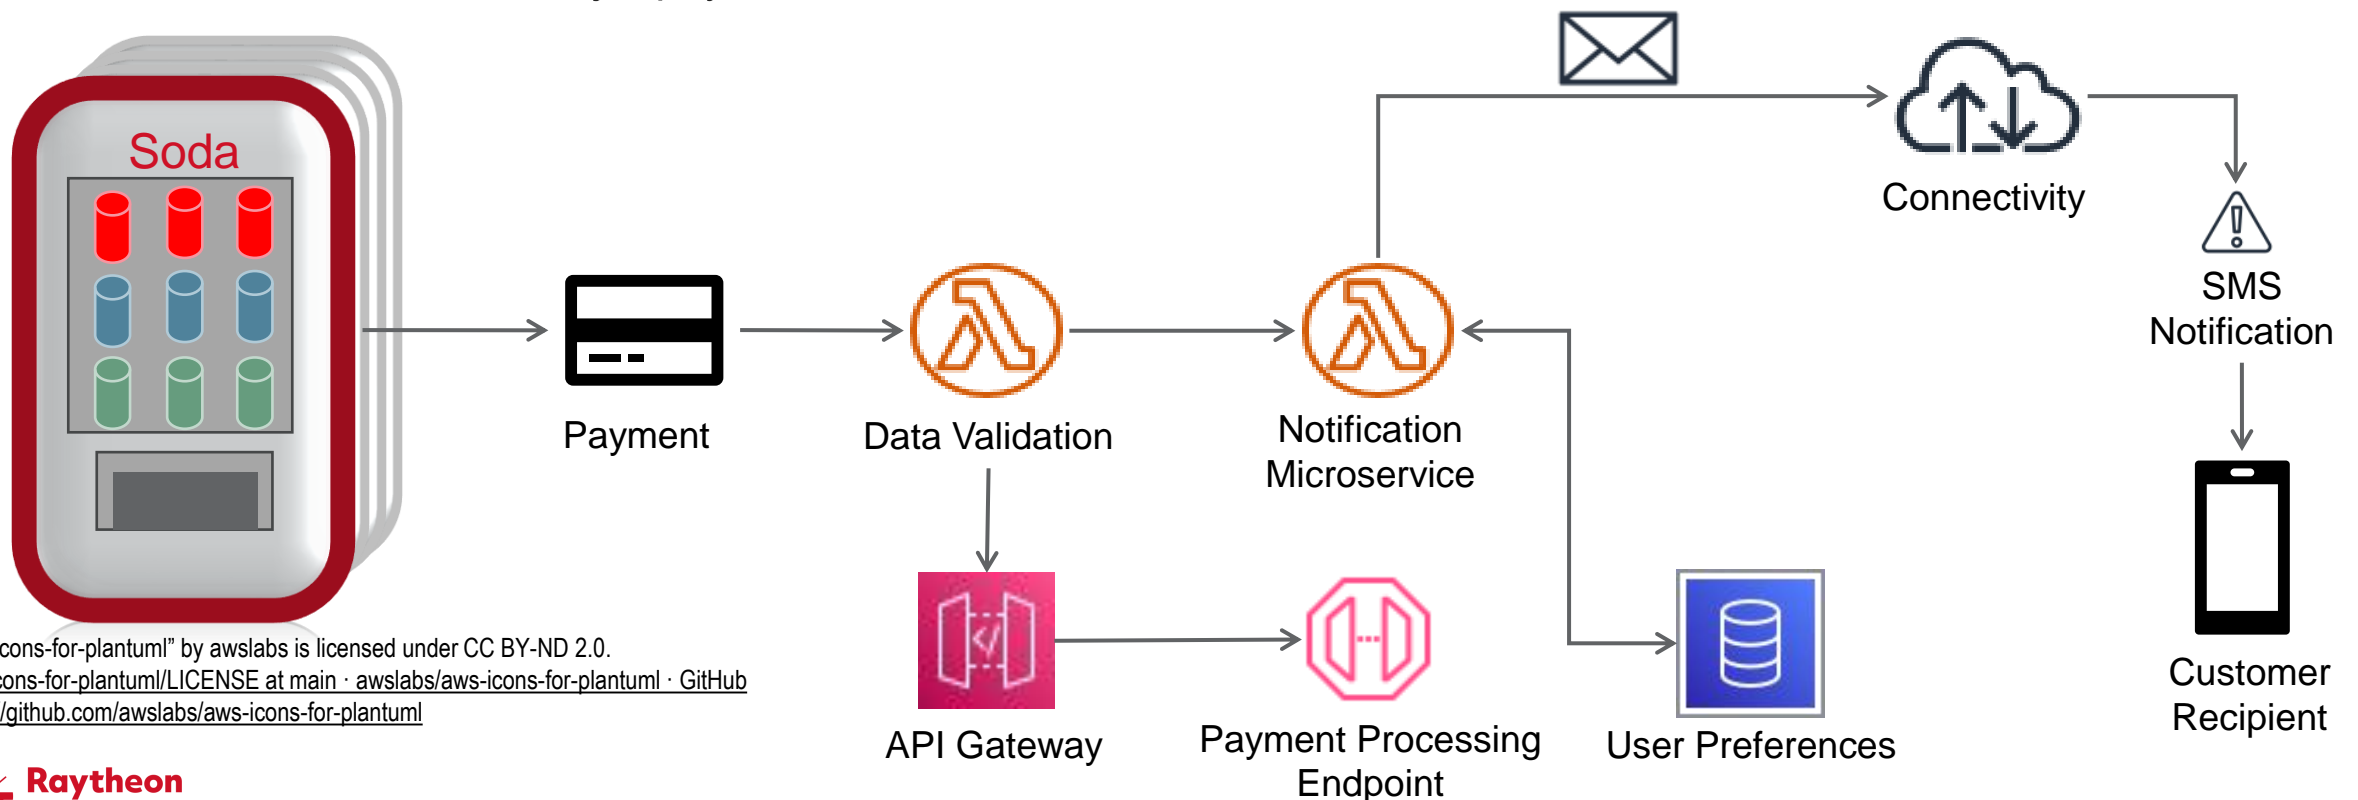 Soda
Connectivity
SMS
Notification
Payment
Data Validation
Notification
Microservice
API Gateway
Payment Processing
Endpoint
User Preferences
Customer
Recipient
cons-for-plantuml” by awslabs is licensed under CC BY-ND 2.0.
cons-for-plantuml/LICENSE at main · awslabs/aws-icons-for-plantuml · GitHub
/github.com/awslabs/aws-icons-for-plantuml
Raytheon